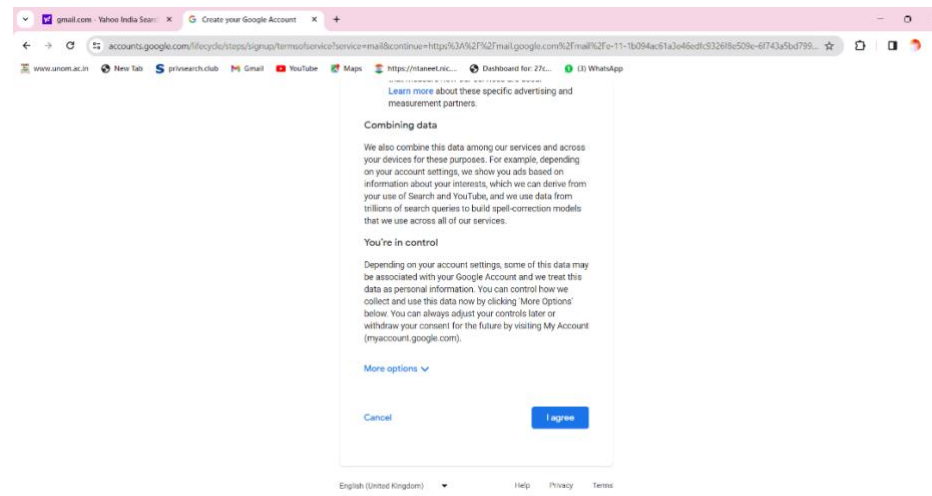 gmail.com - Yahoo India Searc
Create your Google Account
accounts.google.com/lifecycle/steps/signup/termsofservice?service=mail&continue=https%3A%2F%2Fmail.google.com%2Fmail%2F
www.unom.ac.in New Tab privsearch.club Gmail YouTube Maps https://ntaneet.nic.... Dashboard for: 27c... (3) WhatsApp
that measure how our services are used.
Learn more about these specific advertising and
measurement partners.
Combining data
We also combine this data among our services and across
your devices for these purposes. For example, depending
on your account settings, we show you ads based on
information about your interests, which we can derive from
your use of Search and YouTube, and we use data from
trillions of search queries to build spell-correction models
that we use across all of our services.
You're in control
Depending on your account settings, some of this data may
be associated with your Google Account and we treat this
data as personal information. You can control how we
collect and use this data now by clicking 'More Options'
below. You can always adjust your controls later or
withdraw your consent for the future by visiting My Account
(myaccount.google.com).
More options
Cancel
I agree
English (United Kingdom) Help Privacy Terms